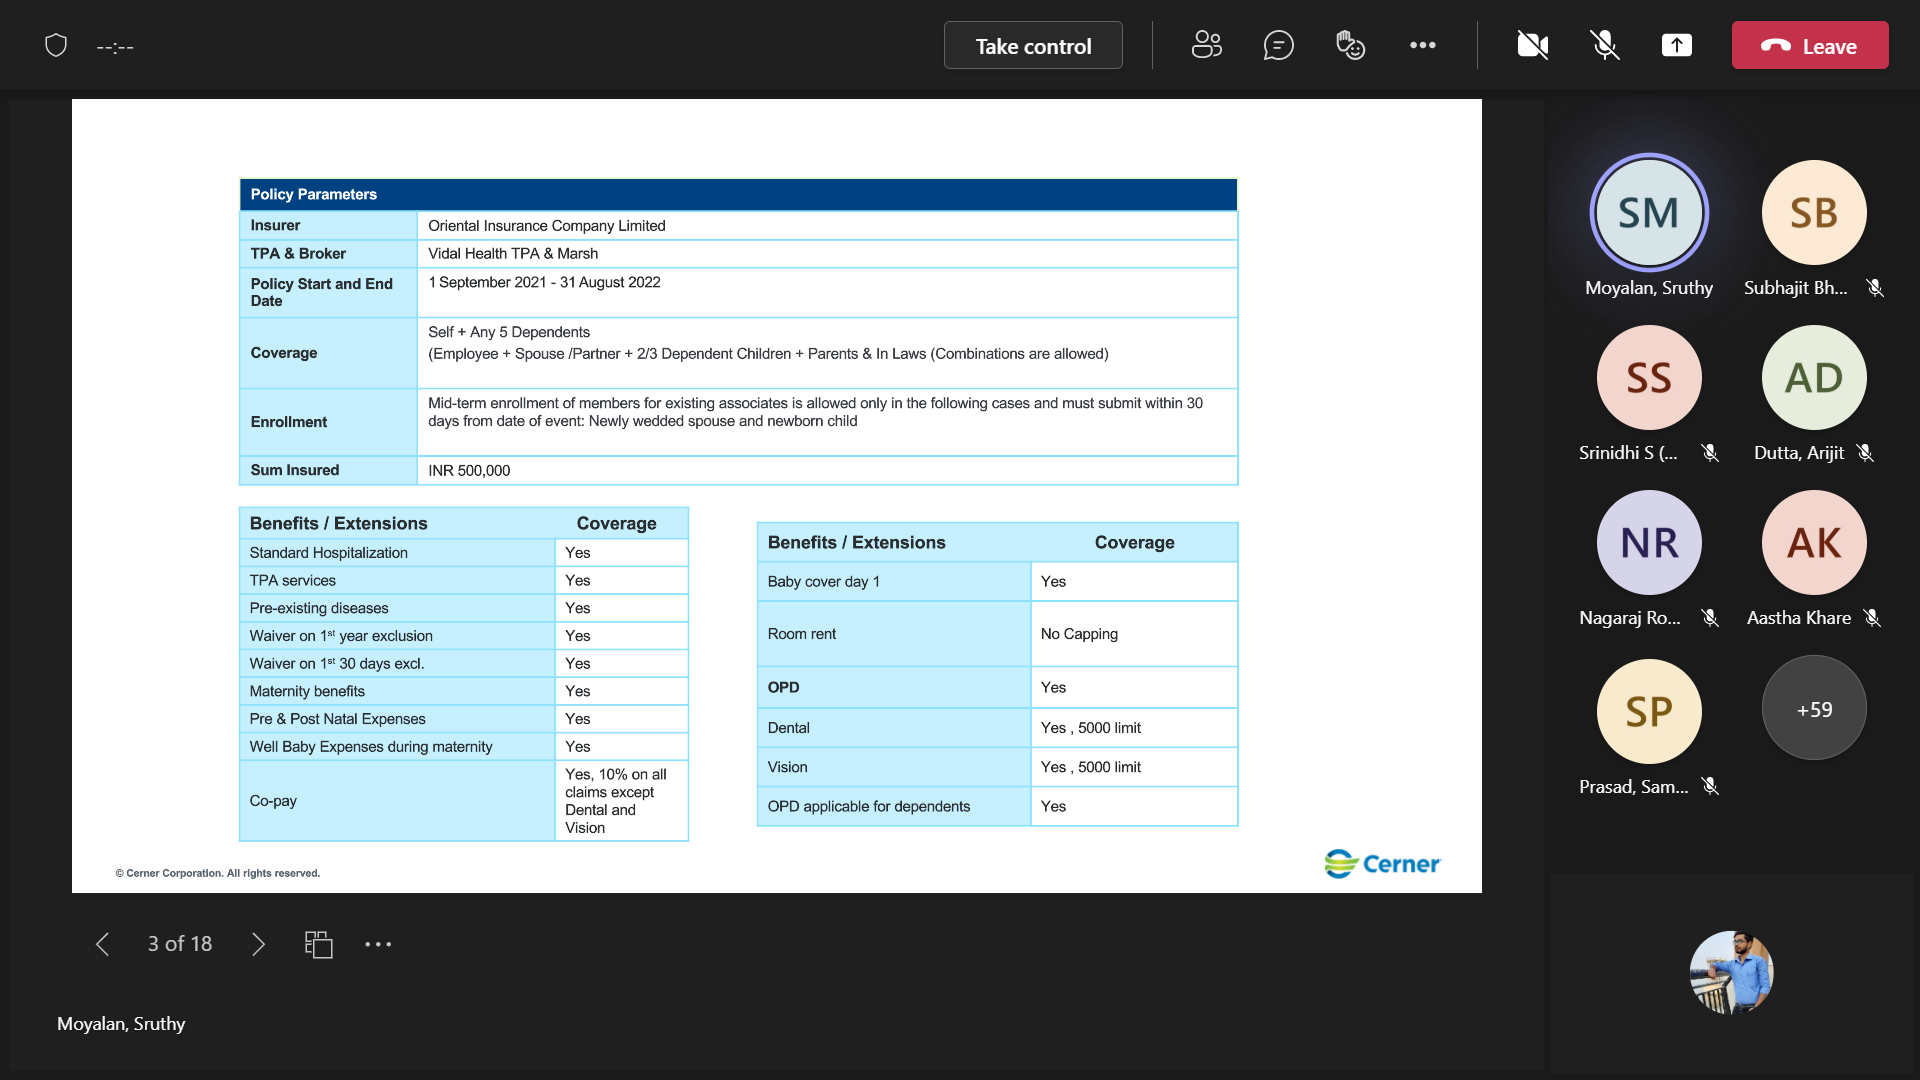 --:--
Take control
Leave
Policy Parameters
Insurer
Oriental Insurance Company Limited
TPA & Broker
Vidal Health TPA & Marsh
Policy Start and End
Date
1 September 2021 - 31 August 2022
Coverage
Self + Any 5 Dependents
(Employee + Spouse /Partner + 2/3 Dependent Children + Parents & In Laws (Combinations are allowed)
Enrollment
Mid-term enrollment of members for existing associates is allowed only in the following cases and must submit within 30
days from date of event: Newly wedded spouse and newborn child
Sum Insured
INR 500,000
Benefits / Extensions
Coverage
Standard Hospitalization
Yes
TPA services
Yes
Pre-existing diseases
Yes
Waiver on 1st year exclusion
Yes
Waiver on 1st 30 days excl.
Yes
Maternity benefits
Yes
Pre & Post Natal Expenses
Yes
Well Baby Expenses during maternity
Yes
Co-pay
Yes, 10% on all
claims except
Dental and
Vision
Benefits / Extensions
Coverage
Baby cover day 1
Yes
Room rent
No Capping
OPD
Yes
Dental
Yes , 5000 limit
Vision
Yes , 5000 limit
OPD applicable for dependents
Yes
© Cerner Corporation. All rights reserved.
Cerner
3 of 18
Moyalan, Sruthy
SM
Moyalan, Sruthy
SB
Subhajit Bh...
SS
Srinidhi S (...
AD
Dutta, Arijit
NR
Nagaraj Ro...
AK
Aastha Khare
SP
Prasad, Sam...
+59